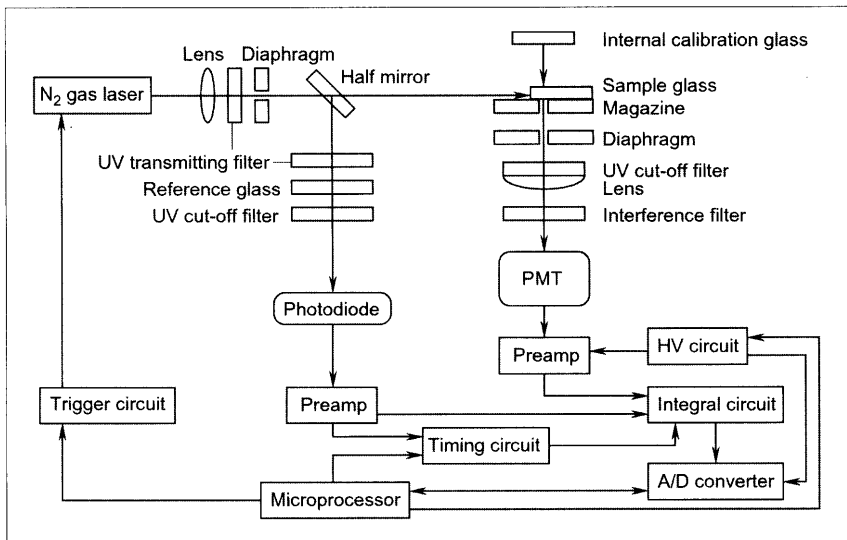 Internal calibration glass
Lens
Diaphragm
Half mirror
N2 gas laser
Sample glass
Magazine
Diaphragm
UV transmitting filter
UV cut-off filter
Reference glass
Lens
UV cut-off filter
Interference filter
PMT
Photodiode
Preamp
HV circuit
Trigger circuit
Preamp
Integral circuit
Timing circuit
A/D converter
Microprocessor